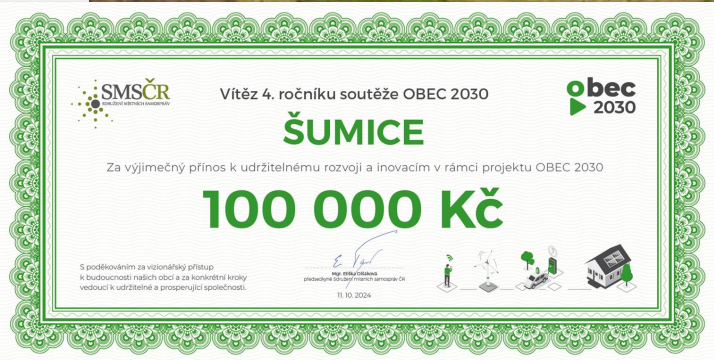 SMSČR
SDRUŽENÍ MÍSTNÍCH SAMOSPRÁV
Vítěz 4. ročníku soutěže OBEC 2030
obec
2030
ŠUMICE
Za výjimečný přínos k udržitelnému rozvoji a inovacím v rámci projektu OBEC 2030
100 000 Kč
S poděkováním za vizionářský přístup
k budoucnosti našich obcí a za konkrétní kroky
vedoucí k udržitelné a prosperující společnosti.
Mgr. Eliška Olšáková
předsedkyně Sdružení místních samospráv ČR
11. 10. 2024